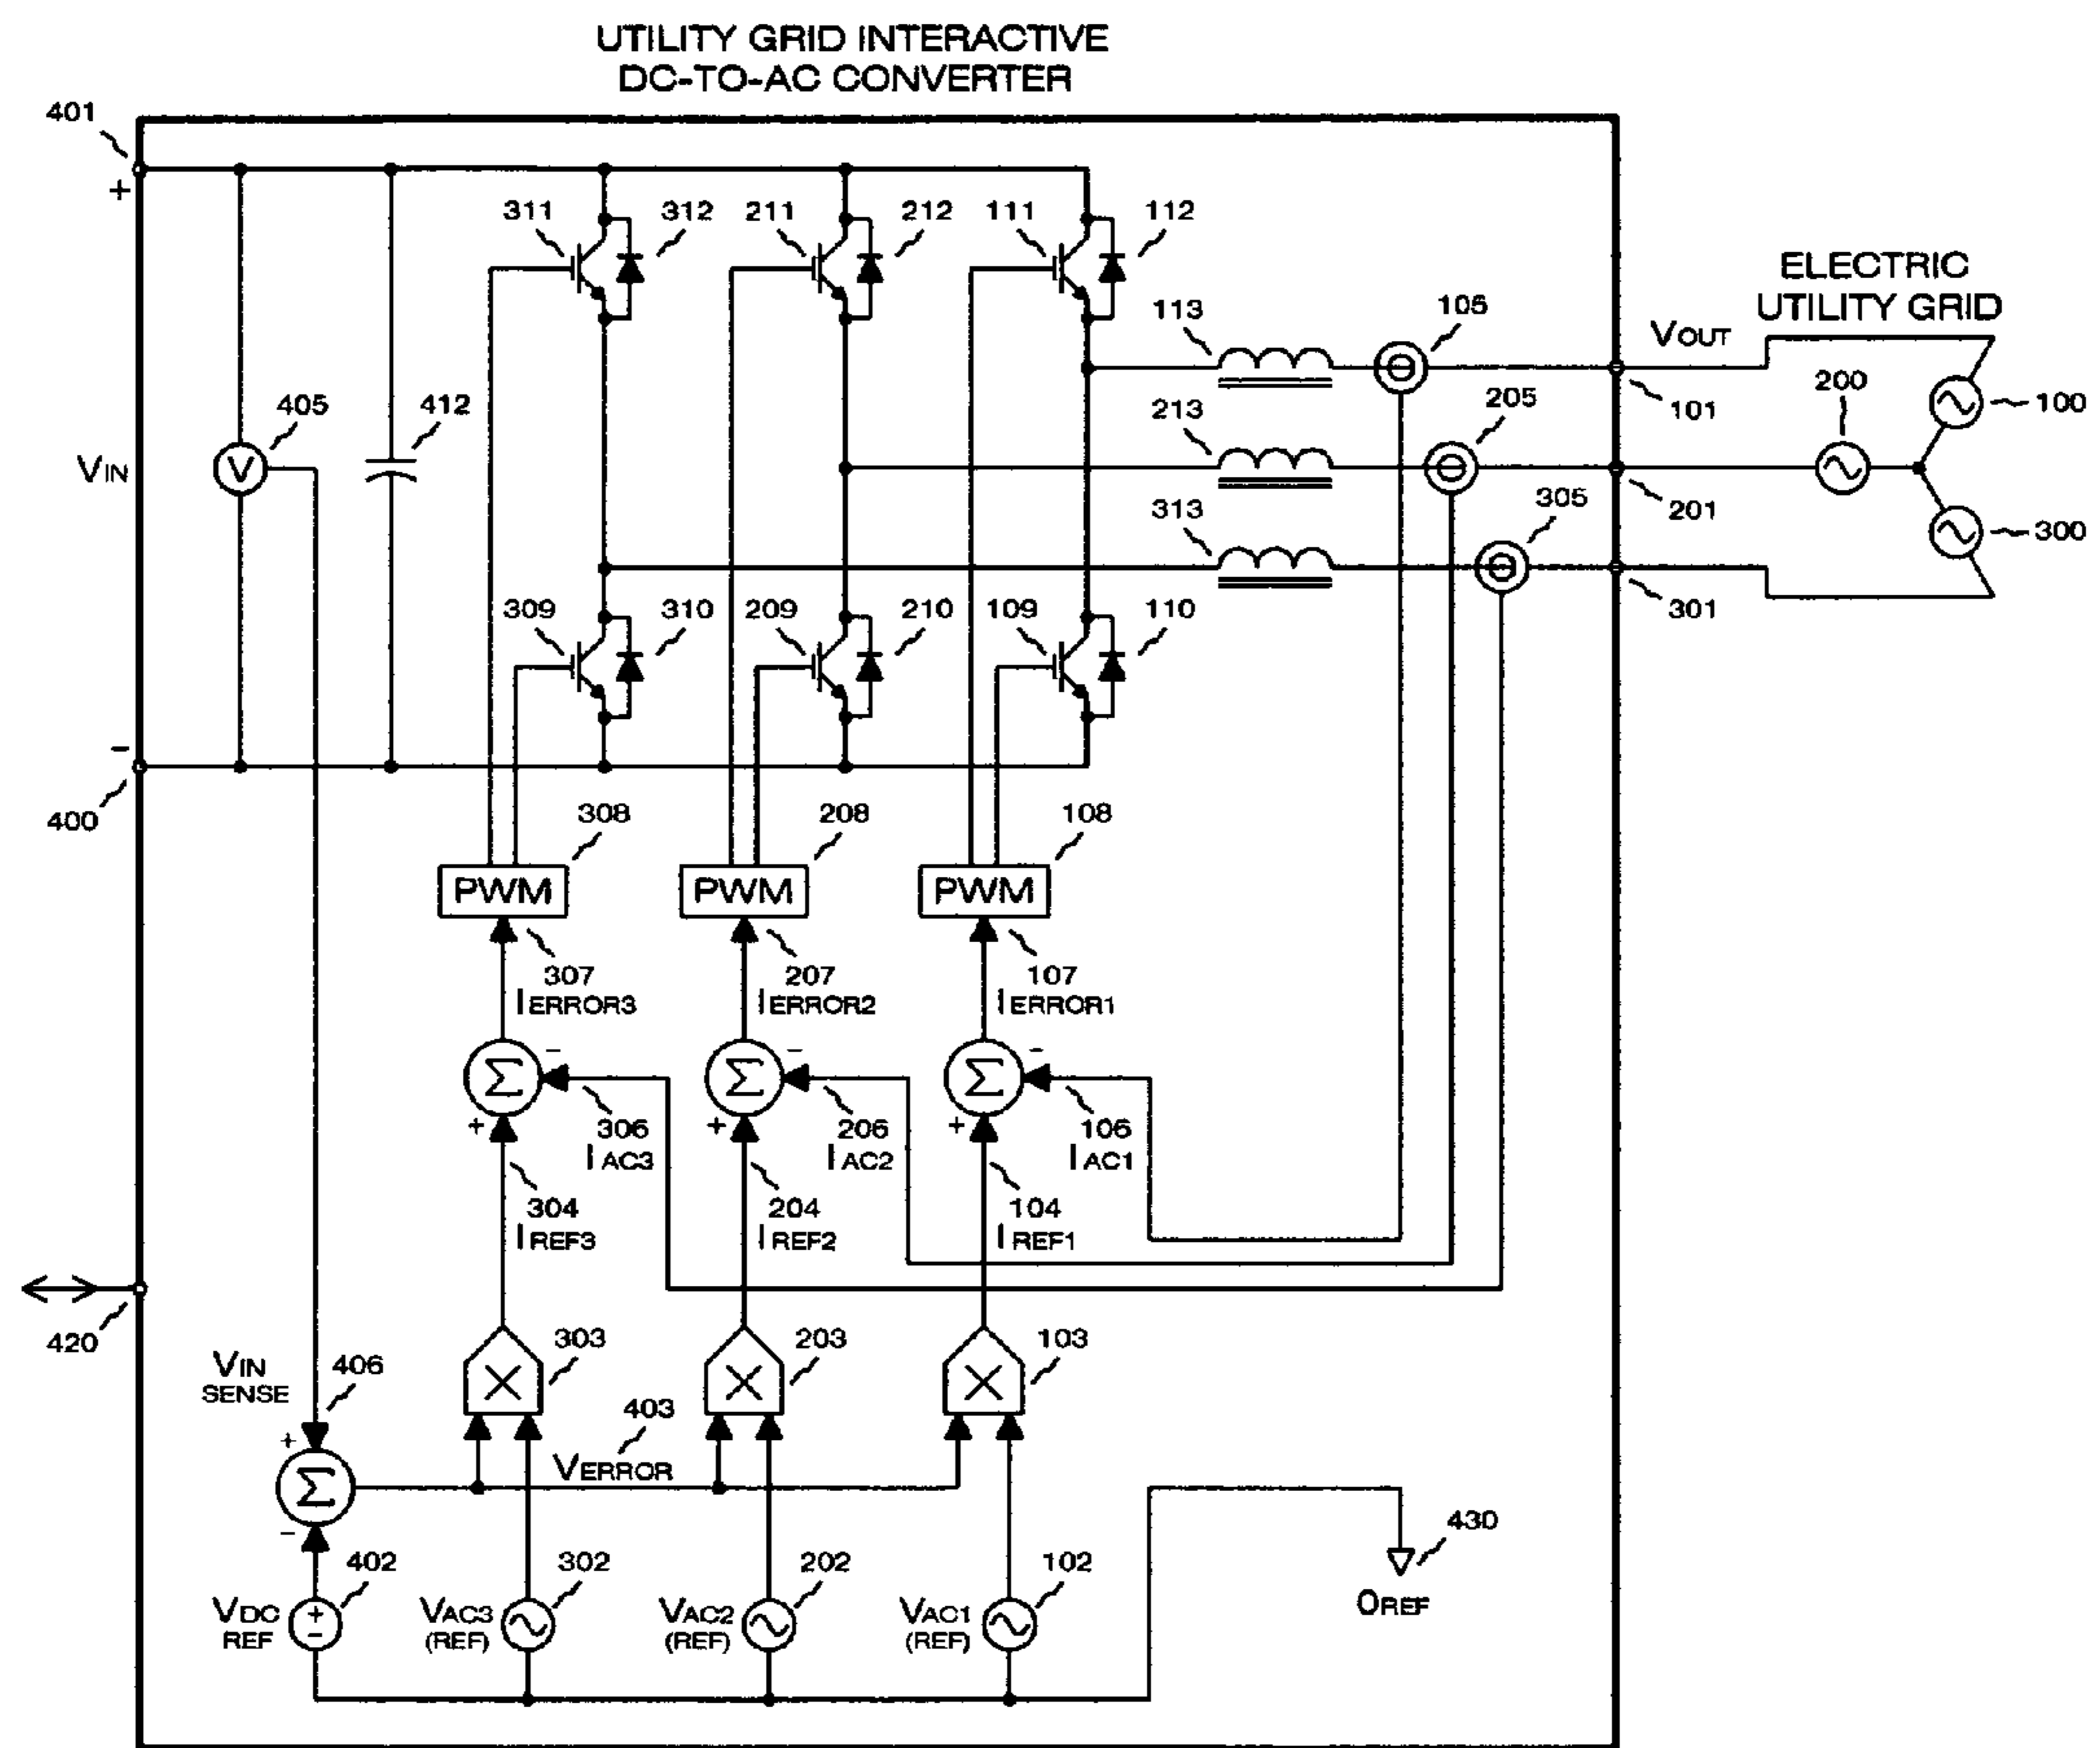 UTILITY GRID INTERACTIVE
DC-TO-AC CONVERTER
401
+
311
312
211
212
111
112
ELECTRIC
UTILITY GRID
113
105
VOUT
200
100
405
412
213
205
101
VIN
V
313
305
201
300
309
310
209
210
109
110
301
−
400
308
208
108
PWM
PWM
PWM
307
IERROR3
207
IERROR2
107
IERROR1
Σ
−
Σ
−
Σ
−
+
306
IAC3
+
206
IAC2
+
106
IAC1
304
IREF3
204
IREF2
104
IREF1
420
303
203
103
X
X
X
VIN
SENSE
406
403
+
VERROR
Σ
−
430
402
302
202
102
0REF
VDC
REF
+
−
VAC3
(REF)
VAC2
(REF)
VAC1
(REF)